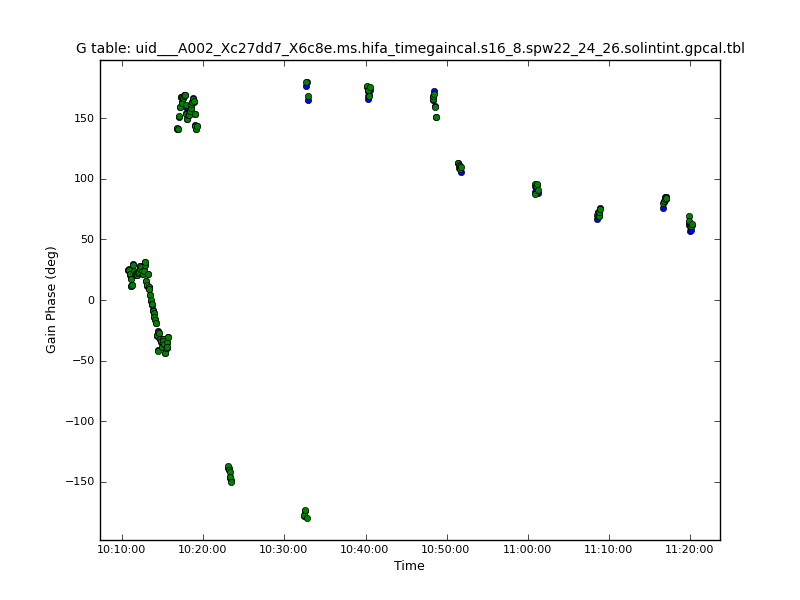 G table: uid___A002_Xc27dd7_X6c8e.ms.hifa_timegaincal.s16_8.spw22_24_26.solintint.gpcal.tbl
150
100
50
0
−50
−100
−150
Gain Phase (deg)
10:10:00 10:20:00 10:30:00 10:40:00 10:50:00 11:00:00 11:10:00 11:20:00
Time